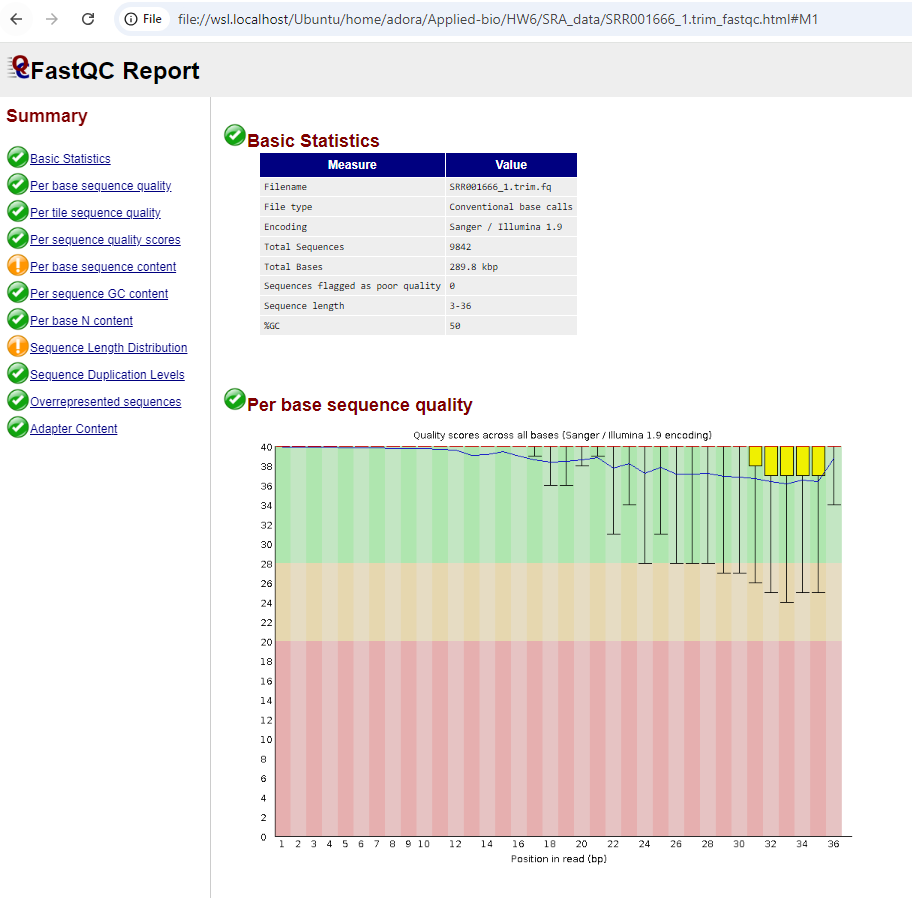 File file://wsl.localhost/Ubuntu/home/adora/Applied-bio/HW6/SRA_data/SRR001666_1.trim_fastqc.html#M1
FastQC Report
Summary
Basic Statistics
Per base sequence quality
Per tile sequence quality
Per sequence quality scores
Per base sequence content
Per sequence GC content
Per base N content
Sequence Length Distribution
Sequence Duplication Levels
Overrepresented sequences
Adapter Content
Basic Statistics
Measure Value
Filename SRR001666_1.trim.fq
File type Conventional base calls
Encoding Sanger / Illumina 1.9
Total Sequences 9842
Total Bases 289.8 kbp
Sequences flagged as poor quality 0
Sequence length 3-36
%GC 50
Per base sequence quality
Quality scores across all bases (Sanger / Illumina 1.9 encoding)
40
38
36
34
32
30
28
26
24
22
20
18
16
14
12
10
8
6
4
2
0
1 2 3 4 5 6 7 8 9 10 12 14 16 18 20 22 24 26 28 30 32 34 36
Position in read (bp)